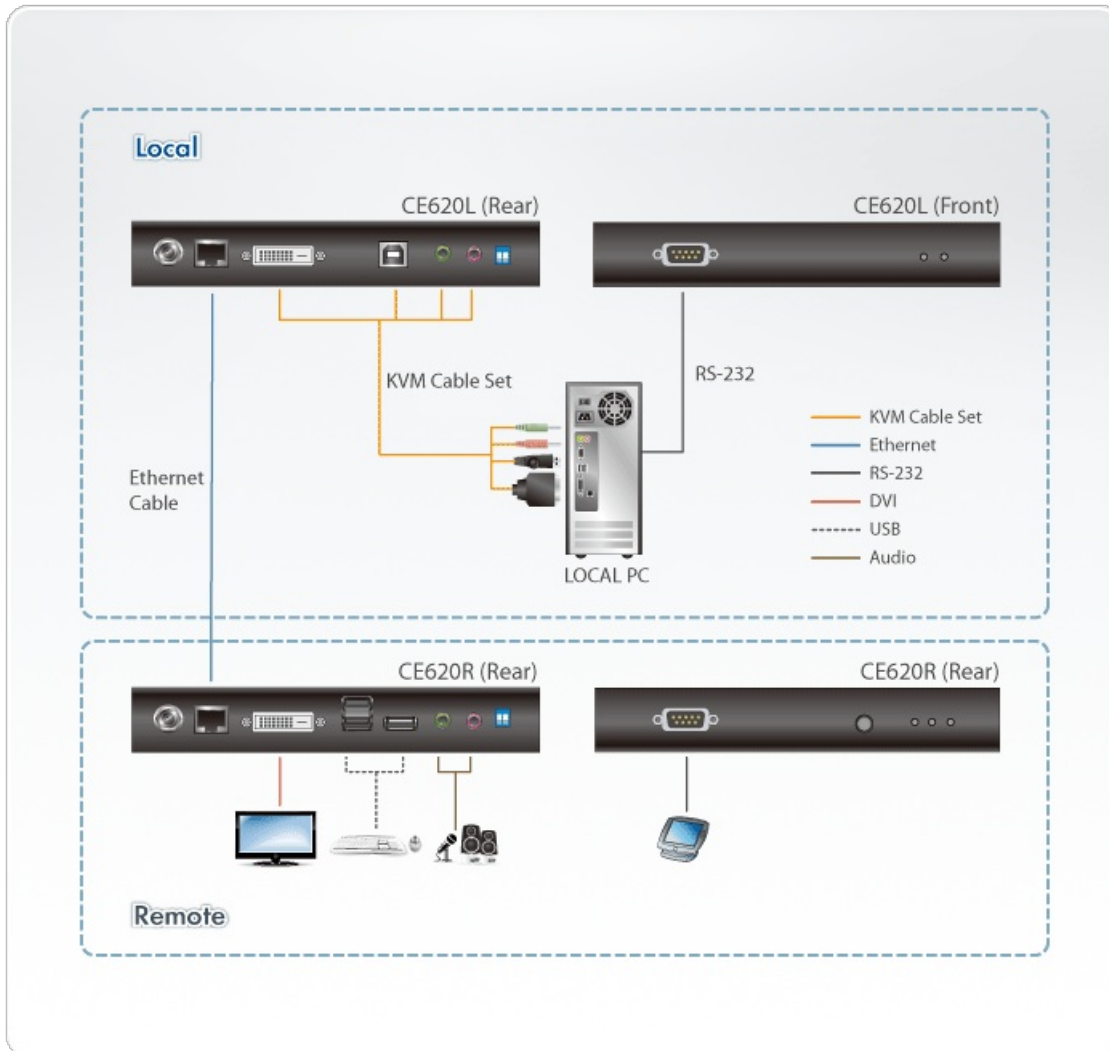 Local
CE620L (Rear)
CE620L (Front)
KVM Cable Set
RS-232
Ethernet
Cable
KVM Cable Set
Ethernet
RS-232
DVI
USB
Audio
LOCAL PC
CE620R (Rear)
CE620R (Rear)
Remote